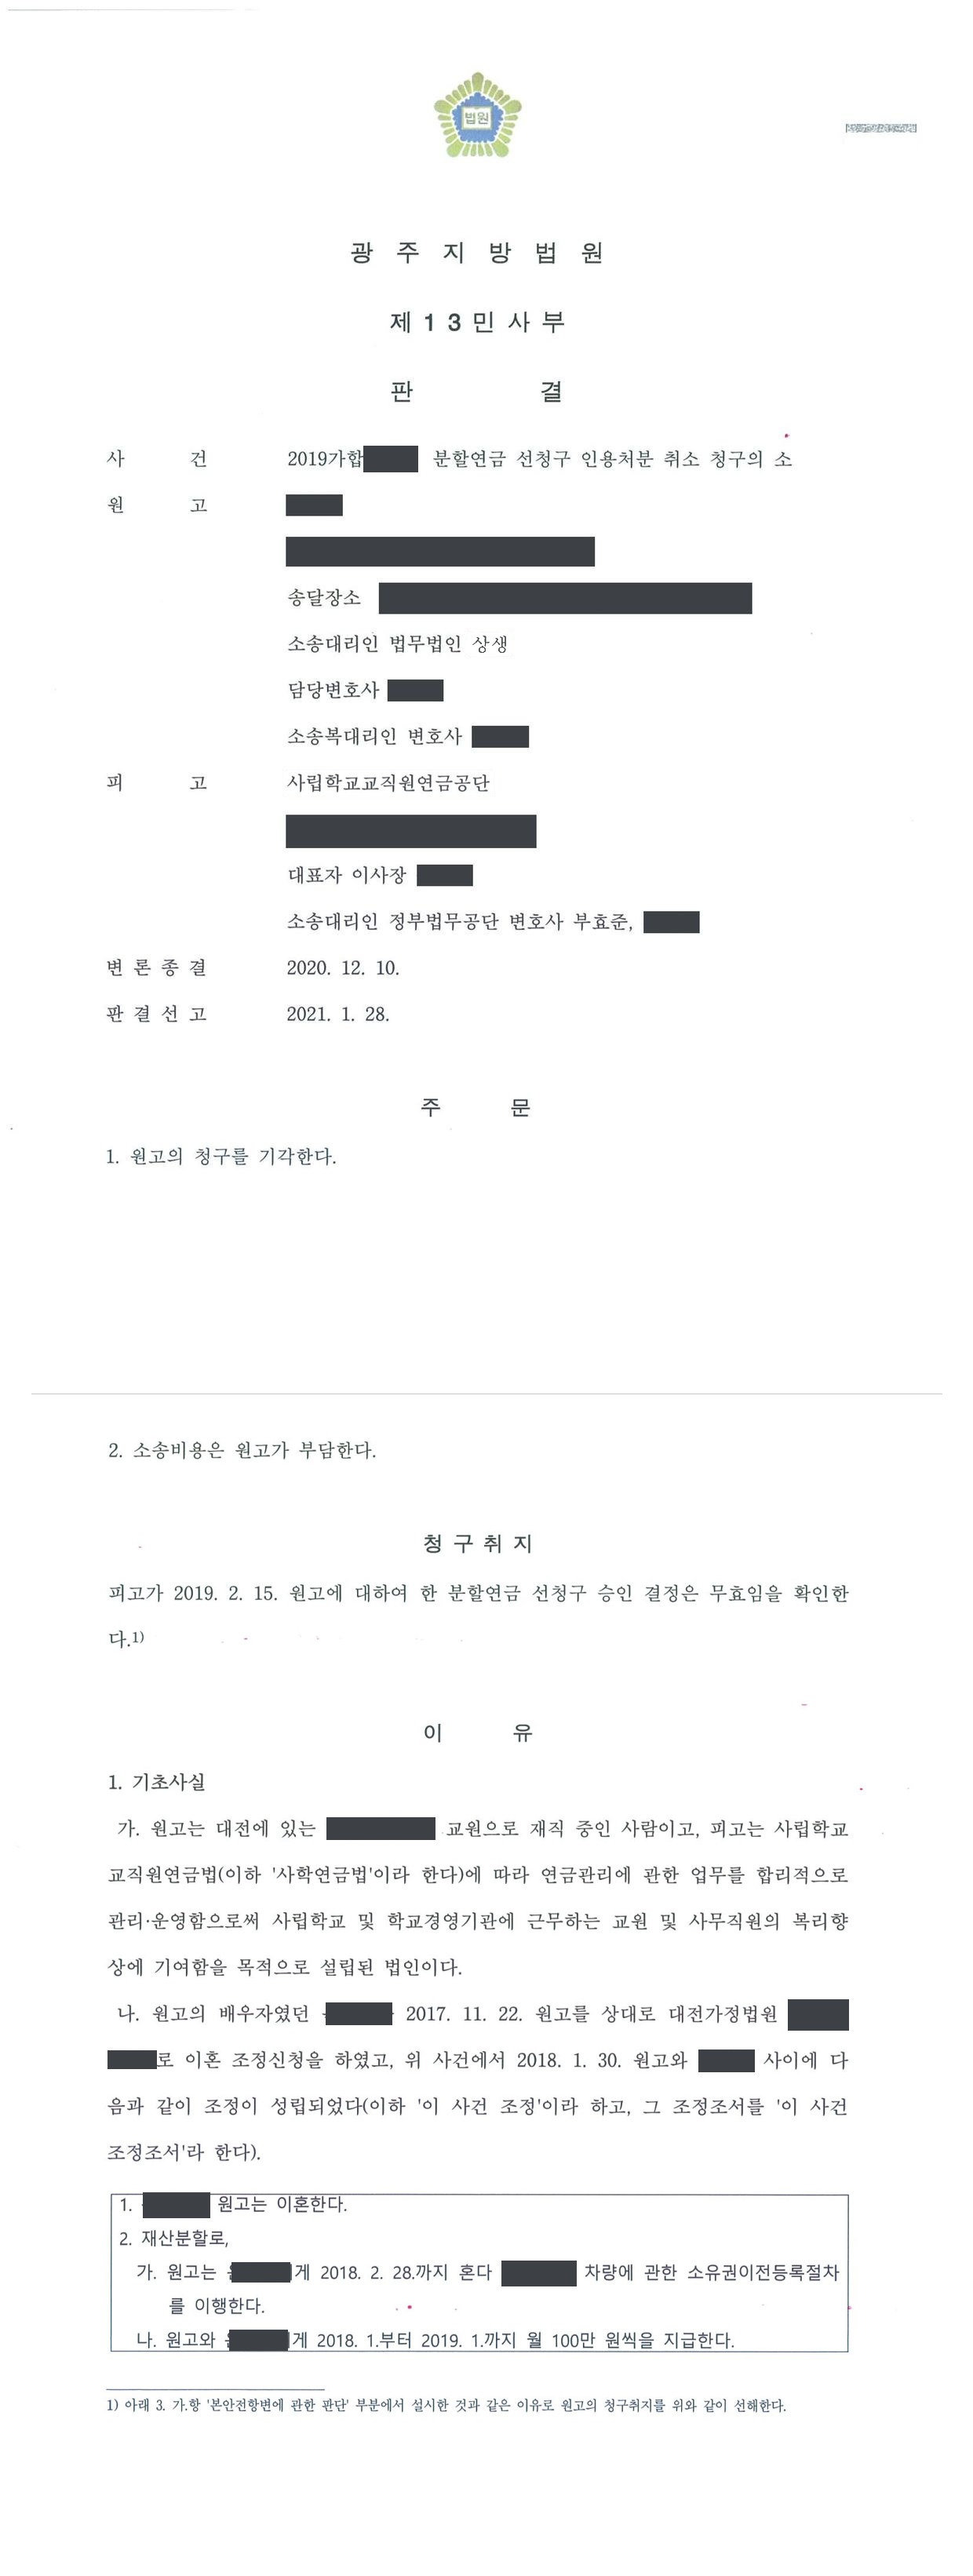 법원
광 주 지 방 법 원
제 1 3 민 사 부
판 결
사 건 2019가합 분할연금 선청구 인용처분 취소 청구의 소
원 고
송달장소
소송대리인 법무법인 상생
담당변호사
소송복대리인 변호사
피 고 사립학교교직원연금공단
대표자 이사장
소송대리인 정부법무공단 변호사 부효준,
변 론 종 결 2020. 12. 10.
판 결 선 고 2021. 1. 28.
주 문
1. 원고의 청구를 기각한다.
2. 소송비용은 원고가 부담한다.
청 구 취 지
피고가 2019. 2. 15. 원고에 대하여 한 분할연금 선청구 승인 결정은 무효임을 확인한
다.1)
이 유
1. 기초사실
가. 원고는 대전에 있는 교원으로 재직 중인 사람이고, 피고는 사립학교
교직원연금법(이하 '사학연금법'이라 한다)에 따라 연금관리에 관한 업무를 합리적으로
관리·운영함으로써 사립학교 및 학교경영기관에 근무하는 교원 및 사무직원의 복리향
상에 기여함을 목적으로 설립된 법인이다.
나. 원고의 배우자였던 2017. 11. 22. 원고를 상대로 대전가정법원
로 이혼 조정신청을 하였고, 위 사건에서 2018. 1. 30. 원고와 사이에 다
음과 같이 조정이 성립되었다(이하 '이 사건 조정'이라 하고, 그 조정조서를 '이 사건
조정조서'라 한다).
1. 원고는 이혼한다.
2. 재산분할로,
가. 원고는 게 2018. 2. 28.까지 혼다 차량에 관한 소유권이전등록절차
를 이행한다.
나. 원고와 게 2018. 1.부터 2019. 1.까지 월 100만 원씩을 지급한다.
1) 아래 3. 가.항 '본안전항변에 관한 판단' 부분에서 설시한 것과 같은 이유로 원고의 청구취지를 위와 같이 선해한다.